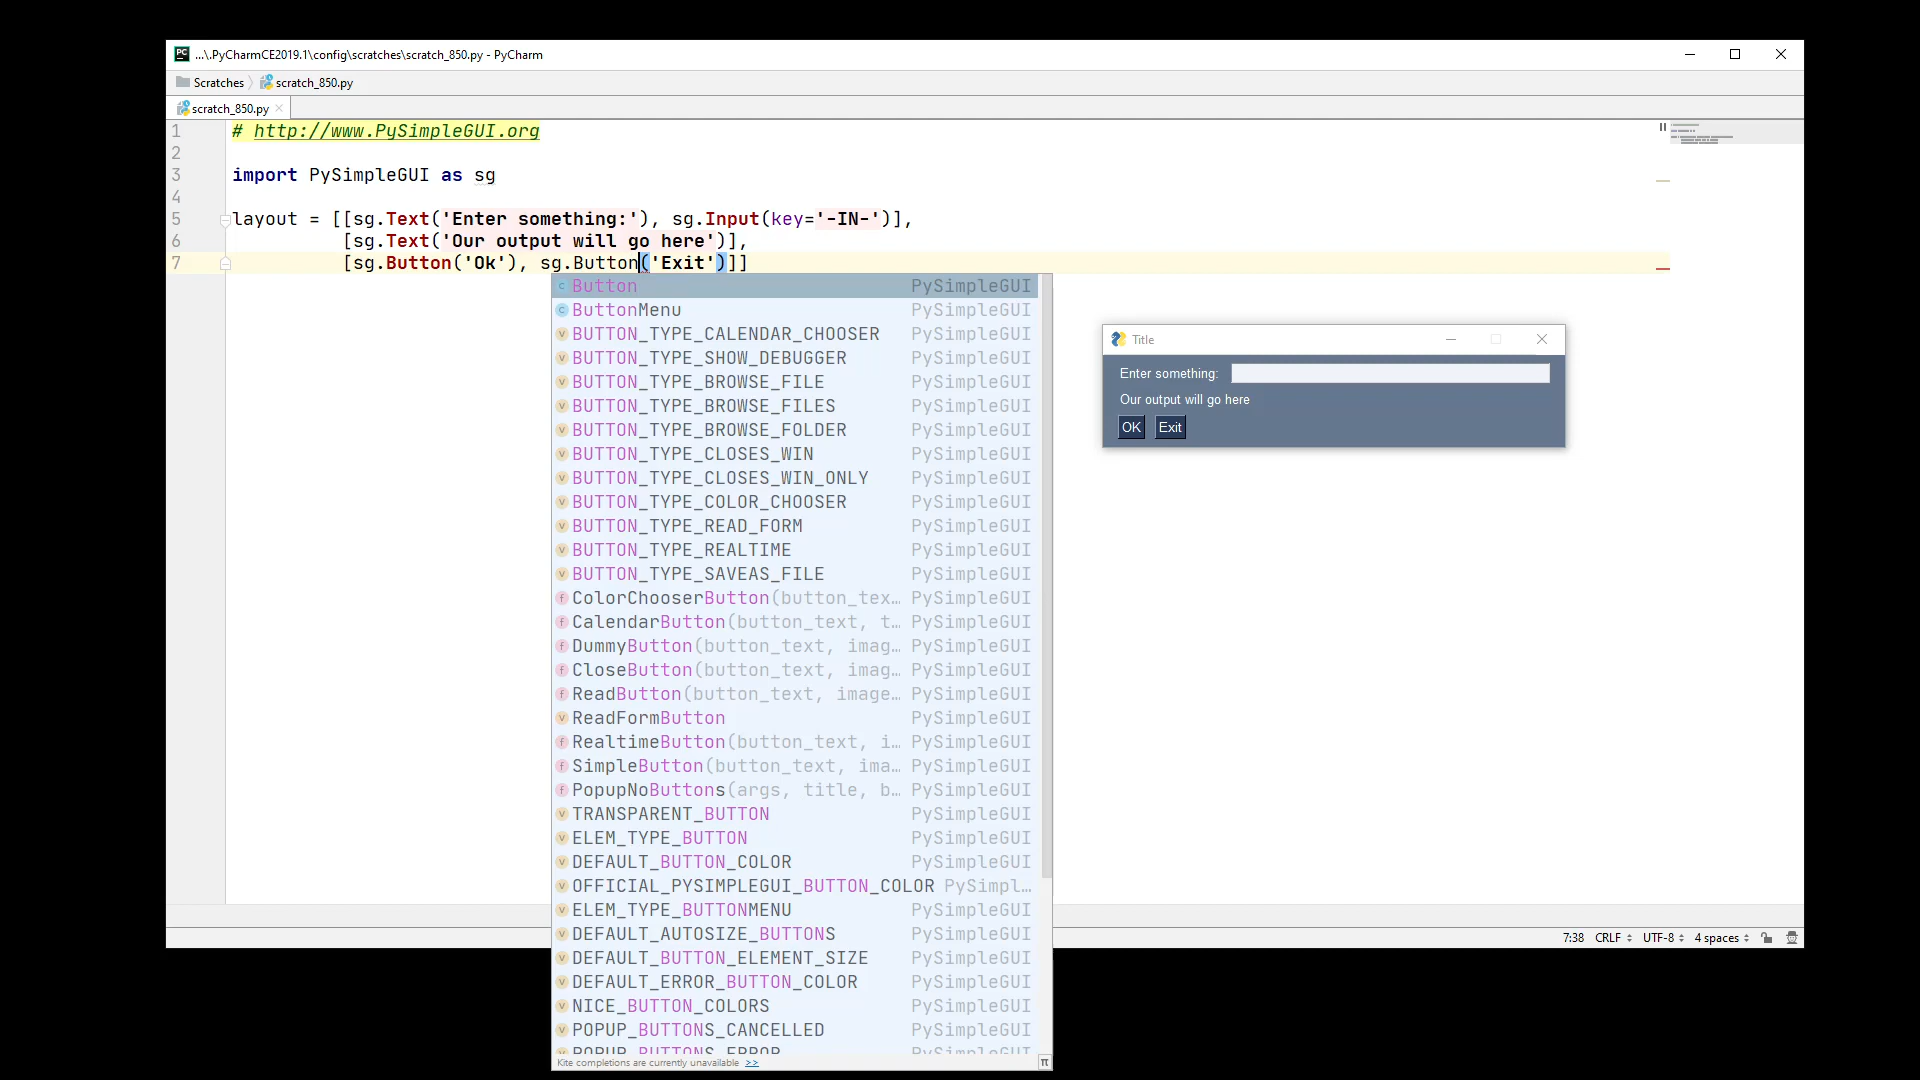 PC ...\.PyCharmCE2019.1\config\scratches\scratch_850.py - PyCharm
Scratches scratch_850.py
scratch_850.py
1 # http://www.PySimpleGUI.org
2
3 import PySimpleGUI as sg
4
5 layout = [[sg.Text('Enter something:'), sg.Input(key='-IN-')],
6 [sg.Text('Our output will go here')],
7 [sg.Button('Ok'), sg.Button('Exit')]]
Button PySimpleGUI
ButtonMenu PySimpleGUI
BUTTON_TYPE_CALENDAR_CHOOSER PySimpleGUI
BUTTON_TYPE_SHOW_DEBUGGER PySimpleGUI
BUTTON_TYPE_BROWSE_FILE PySimpleGUI
BUTTON_TYPE_BROWSE_FILES PySimpleGUI
BUTTON_TYPE_BROWSE_FOLDER PySimpleGUI
BUTTON_TYPE_CLOSES_WIN PySimpleGUI
BUTTON_TYPE_CLOSES_WIN_ONLY PySimpleGUI
BUTTON_TYPE_COLOR_CHOOSER PySimpleGUI
BUTTON_TYPE_READ_FORM PySimpleGUI
BUTTON_TYPE_REALTIME PySimpleGUI
BUTTON_TYPE_SAVEAS_FILE PySimpleGUI
ColorChooserButton(button_tex… PySimpleGUI
CalendarButton(button_text, t… PySimpleGUI
DummyButton(button_text, imag… PySimpleGUI
CloseButton(button_text, imag… PySimpleGUI
ReadButton(button_text, image… PySimpleGUI
ReadFormButton PySimpleGUI
RealtimeButton(button_text, i… PySimpleGUI
SimpleButton(button_text, ima… PySimpleGUI
PopupNoButtons(args, title, b… PySimpleGUI
TRANSPARENT_BUTTON PySimpleGUI
ELEM_TYPE_BUTTON PySimpleGUI
DEFAULT_BUTTON_COLOR PySimpleGUI
OFFICIAL_PYSIMPLEGUI_BUTTON_COLOR PySimpl…
ELEM_TYPE_BUTTONMENU PySimpleGUI
DEFAULT_AUTOSIZE_BUTTONS PySimpleGUI
DEFAULT_BUTTON_ELEMENT_SIZE PySimpleGUI
DEFAULT_ERROR_BUTTON_COLOR PySimpleGUI
NICE_BUTTON_COLORS PySimpleGUI
POPUP_BUTTONS_CANCELLED PySimpleGUI
POPUP_BUTTONS_ERROR PySimpleGUI
Kite completions are currently unavailable >> π
Title
Enter something:
Our output will go here
OK Exit
7:38 CRLF UTF-8 4 spaces